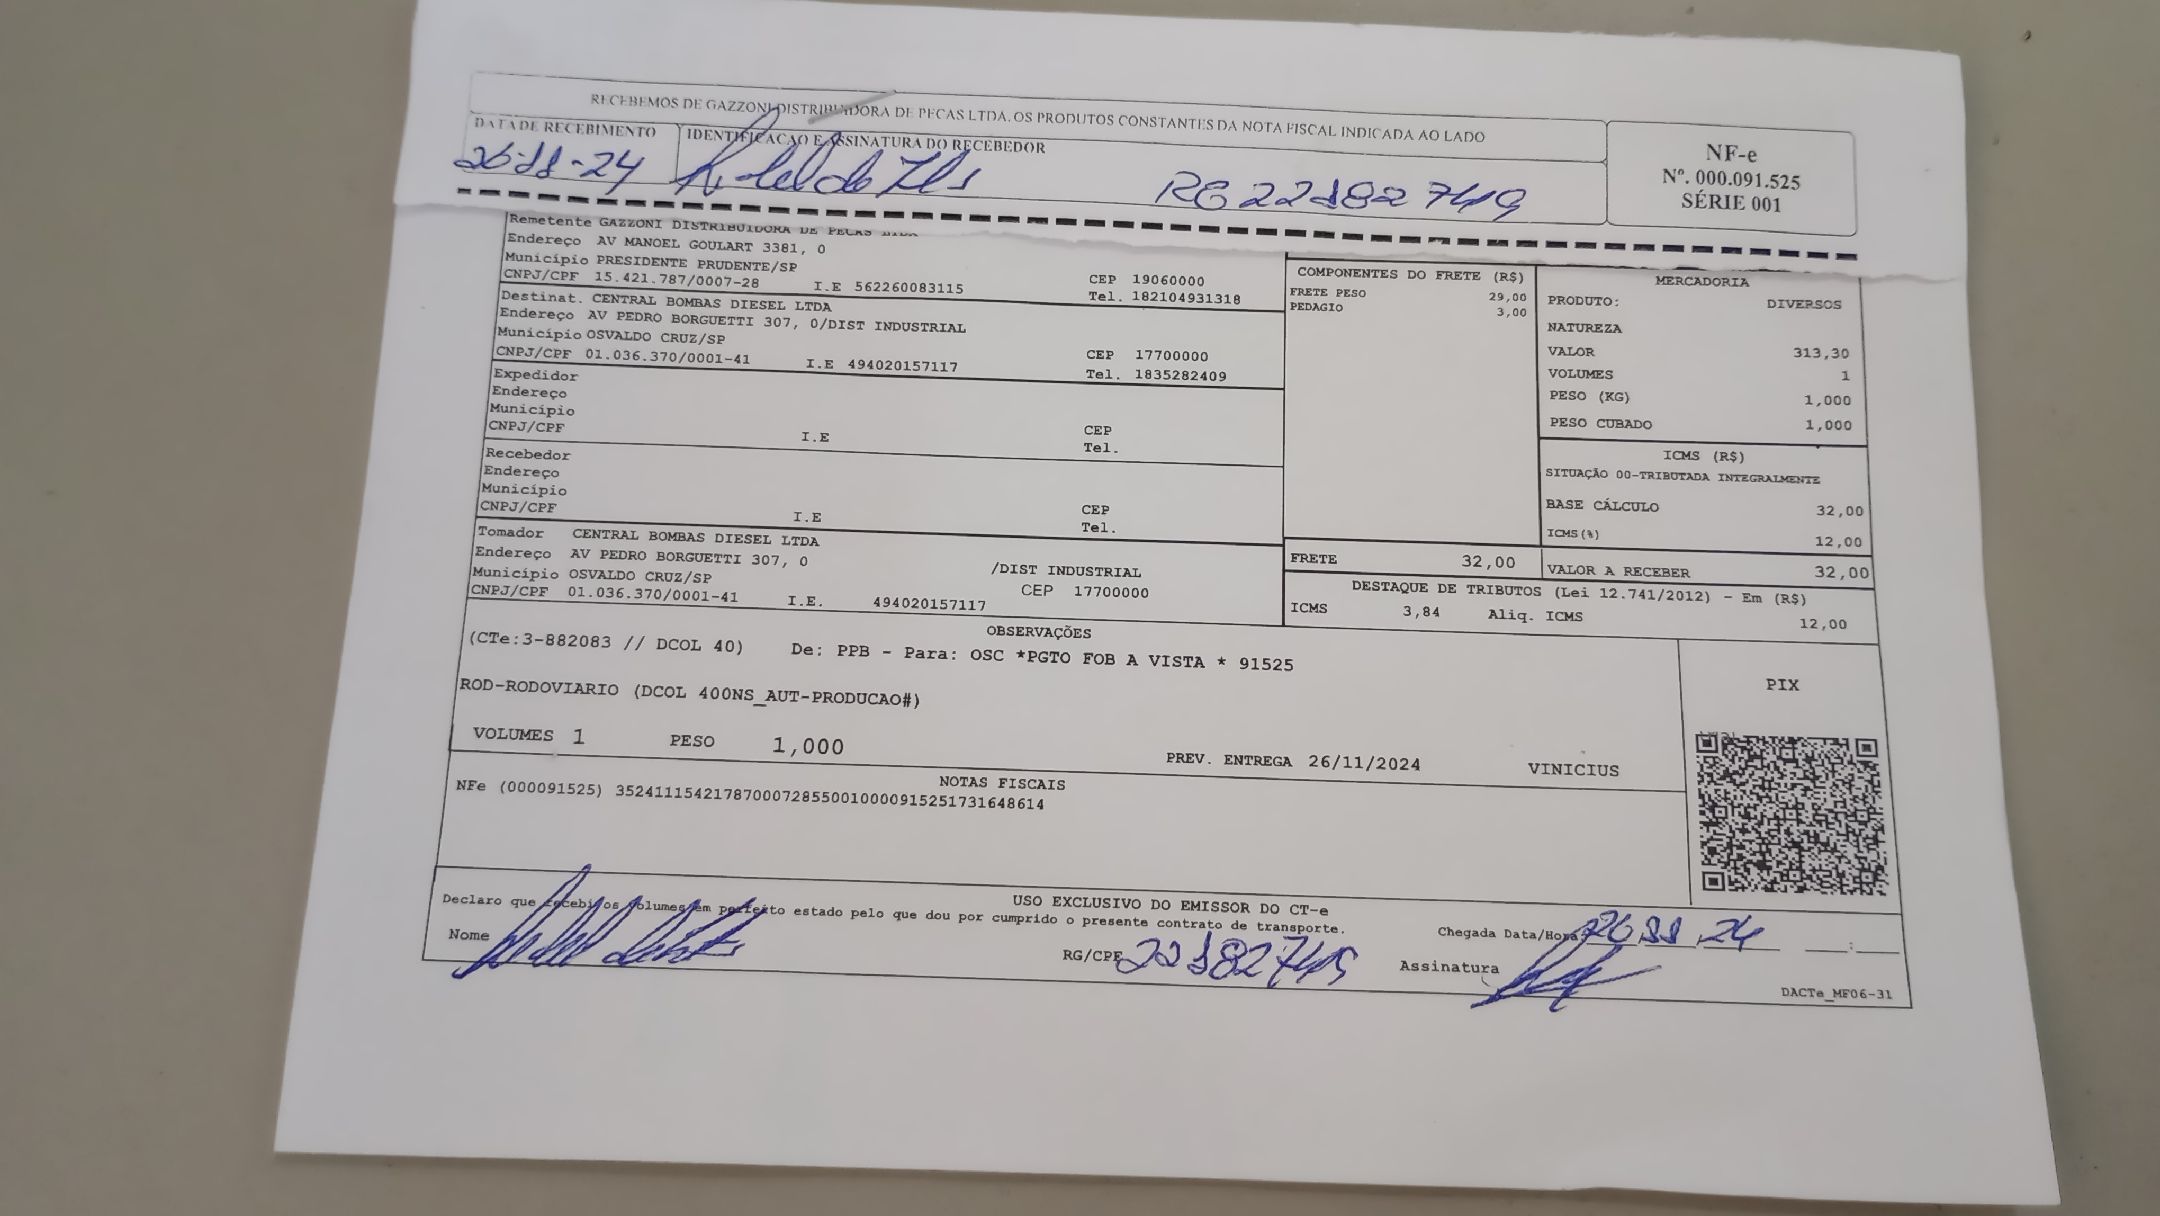 RECEBEMOS DE GAZZONI DISTRIBUIDORA DE PECAS LTDA. OS PRODUTOS CONSTANTES DA NOTA FISCAL INDICADA AO LADO
DATA DE RECEBIMENTO IDENTIFICACAO E ASSINATURA DO RECEBEDOR
26-11-24 RG 221827419
NF-e
Nº. 000.091.525
SÉRIE 001
Remetente GAZZONI DISTRIBUIDORA DE PECAS LTDA
Endereço AV MANOEL GOULART 3381, 0
Município PRESIDENTE PRUDENTE/SP CEP 19060000
CNPJ/CPF 15.421.787/0007-28 I.E 562260083115 Tel. 182104931318
Destinat. CENTRAL BOMBAS DIESEL LTDA
Endereço AV PEDRO BORGUETTI 307, 0/DIST INDUSTRIAL
Município OSVALDO CRUZ/SP CEP 17700000
CNPJ/CPF 01.036.370/0001-41 I.E 494020157117 Tel. 1835282409
Expedidor
Endereço
Município CEP
CNPJ/CPF I.E Tel.
Recebedor
Endereço
Município CEP
CNPJ/CPF I.E Tel.
Tomador CENTRAL BOMBAS DIESEL LTDA
Endereço AV PEDRO BORGUETTI 307, 0 /DIST INDUSTRIAL
Município OSVALDO CRUZ/SP CEP 17700000
CNPJ/CPF 01.036.370/0001-41 I.E. 494020157117
COMPONENTES DO FRETE (R$)
FRETE PESO 29,00
PEDAGIO 3,00
FRETE 32,00
MERCADORIA
PRODUTO: DIVERSOS
NATUREZA
VALOR 313,30
VOLUMES 1
PESO (KG) 1,000
PESO CUBADO 1,000
ICMS (R$)
SITUAÇÃO 00-TRIBUTADA INTEGRALMENTE
BASE CÁLCULO 32,00
ICMS(%) 12,00
VALOR A RECEBER 32,00
DESTAQUE DE TRIBUTOS (Lei 12.741/2012) - Em (R$)
ICMS 3,84 Aliq. ICMS 12,00
OBSERVAÇÕES
(CTe:3-882083 // DCOL 40) De: PPB - Para: OSC *PGTO FOB A VISTA * 91525
ROD-RODOVIARIO (DCOL 400NS_AUT-PRODUCAO#)
VOLUMES 1 PESO 1,000 PREV. ENTREGA 26/11/2024 VINICIUS
PIX
NOTAS FISCAIS
NFe (000091525) 35241115421787000728550010000915251731648614
USO EXCLUSIVO DO EMISSOR DO CT-e
Declaro que recebi os volumes em perfeito estado pelo que dou por cumprido o presente contrato de transporte.
Nome RG/CPF 221827419
Chegada Data/Hora 26 11 24 :
Assinatura
DACTe_MF06-31